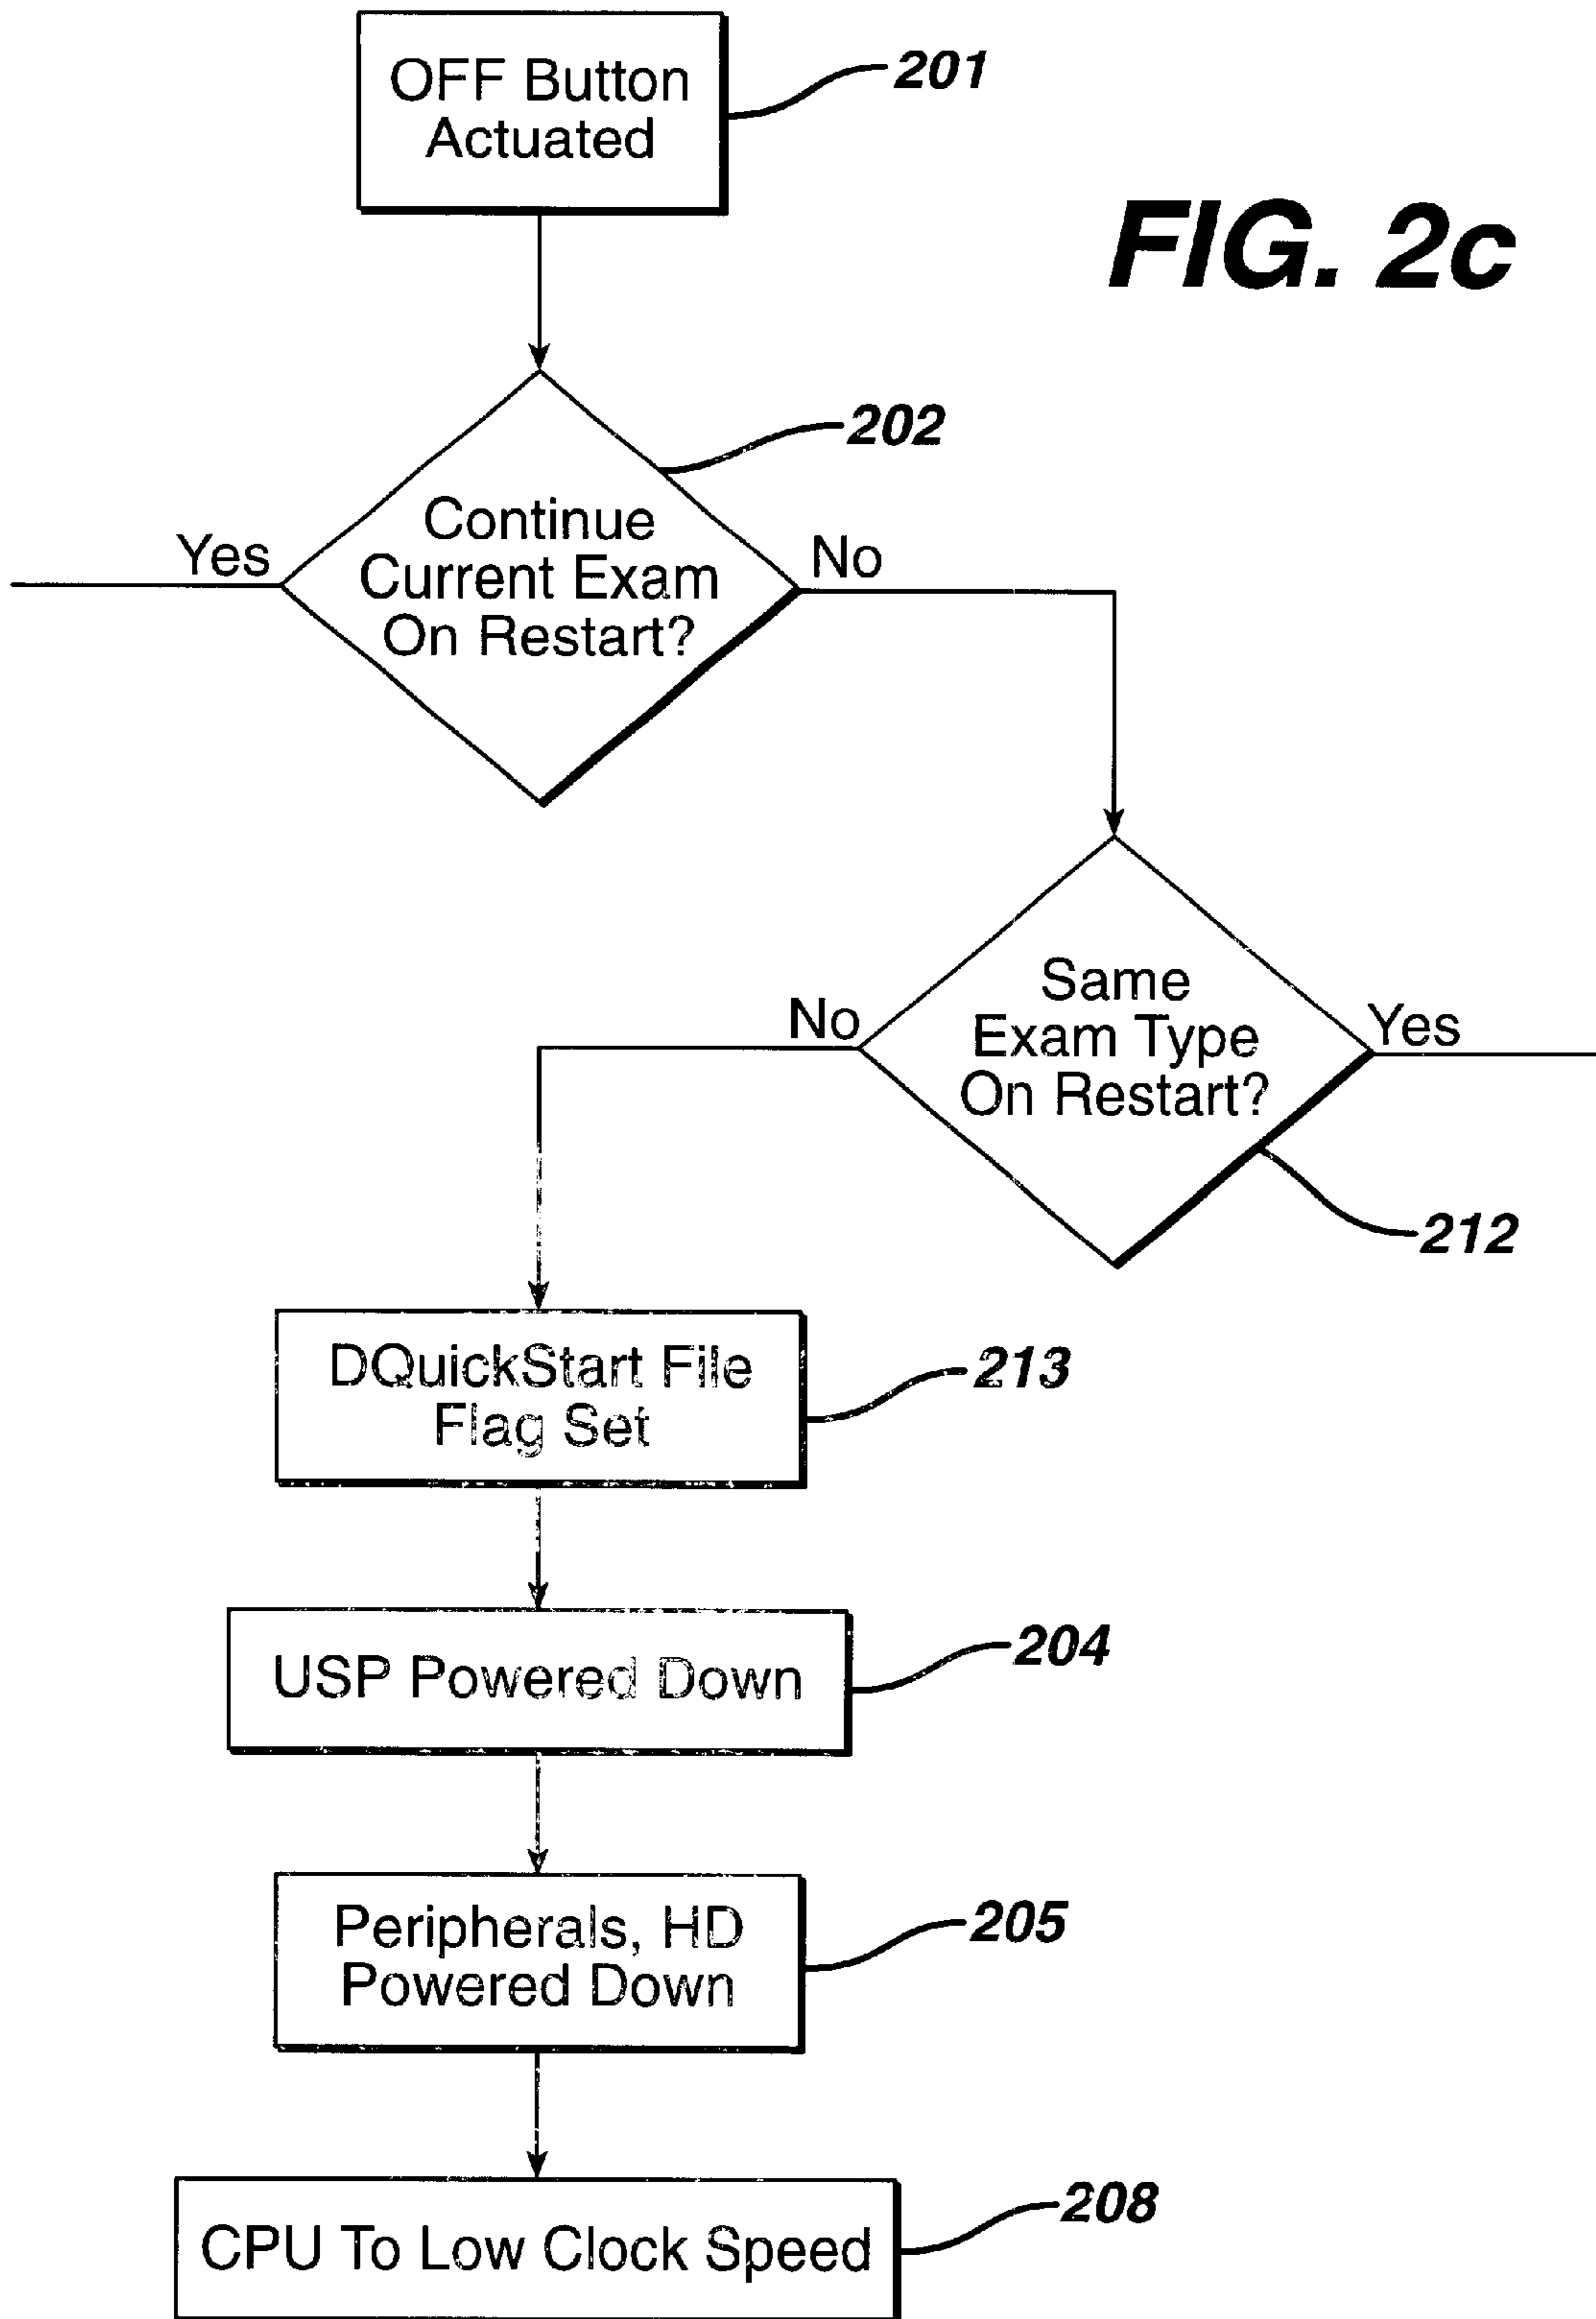 OFF Button
Actuated
201
FIG. 2c
202
Continue
Current Exam
On Restart?
Yes
No
Same
Exam Type
On Restart?
No
Yes
212
DQuickStart File
Flag Set
213
USP Powered Down
204
Peripherals, HD
Powered Down
205
CPU To Low Clock Speed
208